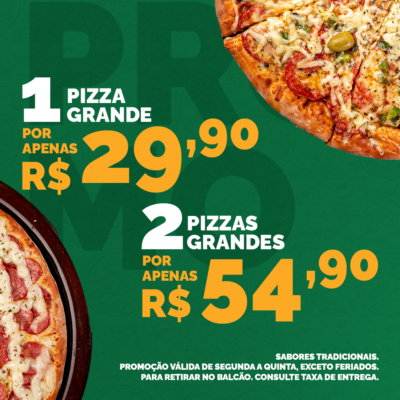 PROMO
1 PIZZA
GRANDE
POR
APENAS
R$ 29,90
2 PIZZAS
GRANDES
POR
APENAS
R$ 54,90
SABORES TRADICIONAIS.
PROMOÇÃO VÁLIDA DE SEGUNDA A QUINTA, EXCETO FERIADOS.
PARA RETIRAR NO BALCÃO. CONSULTE TAXA DE ENTREGA.